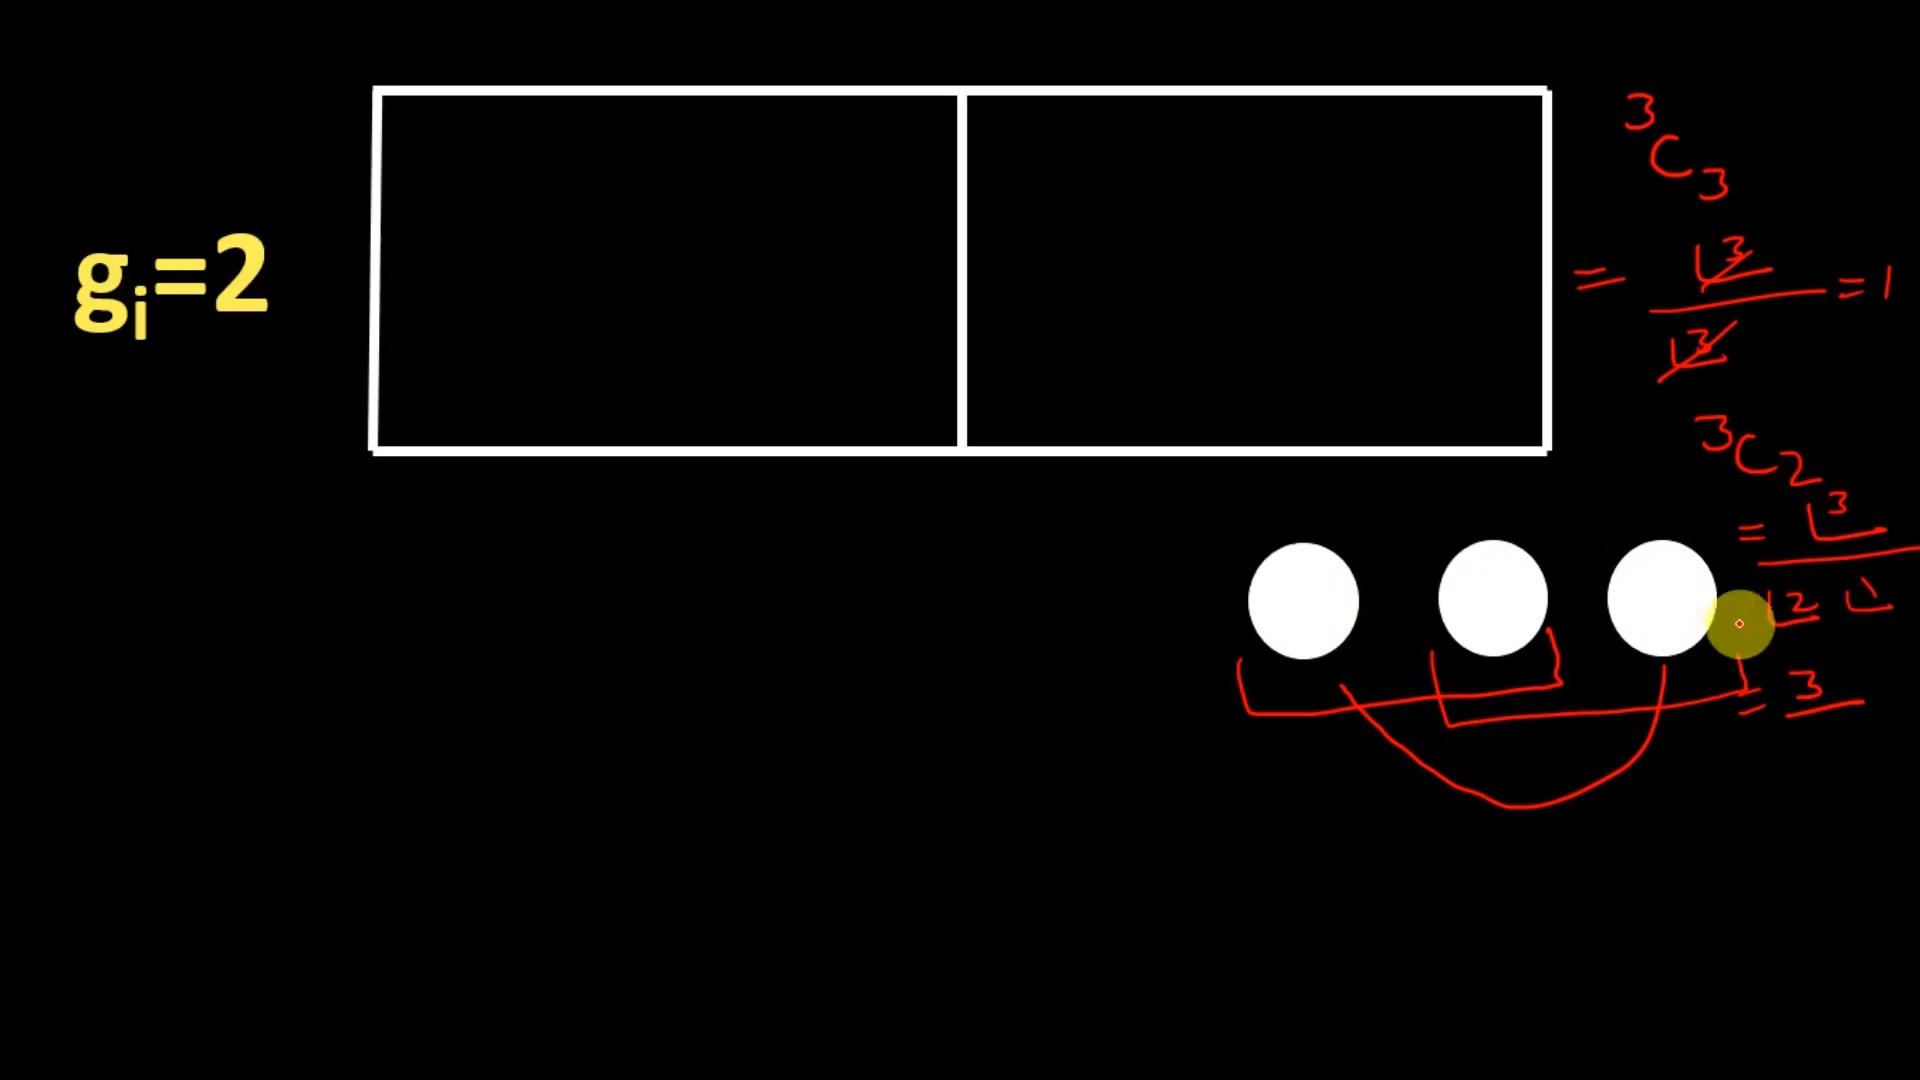 gi=2
3C3
= ⌊3 / ⌊3 = 1
3C2
= ⌊3 / ⌊2 ⌊1
= 3